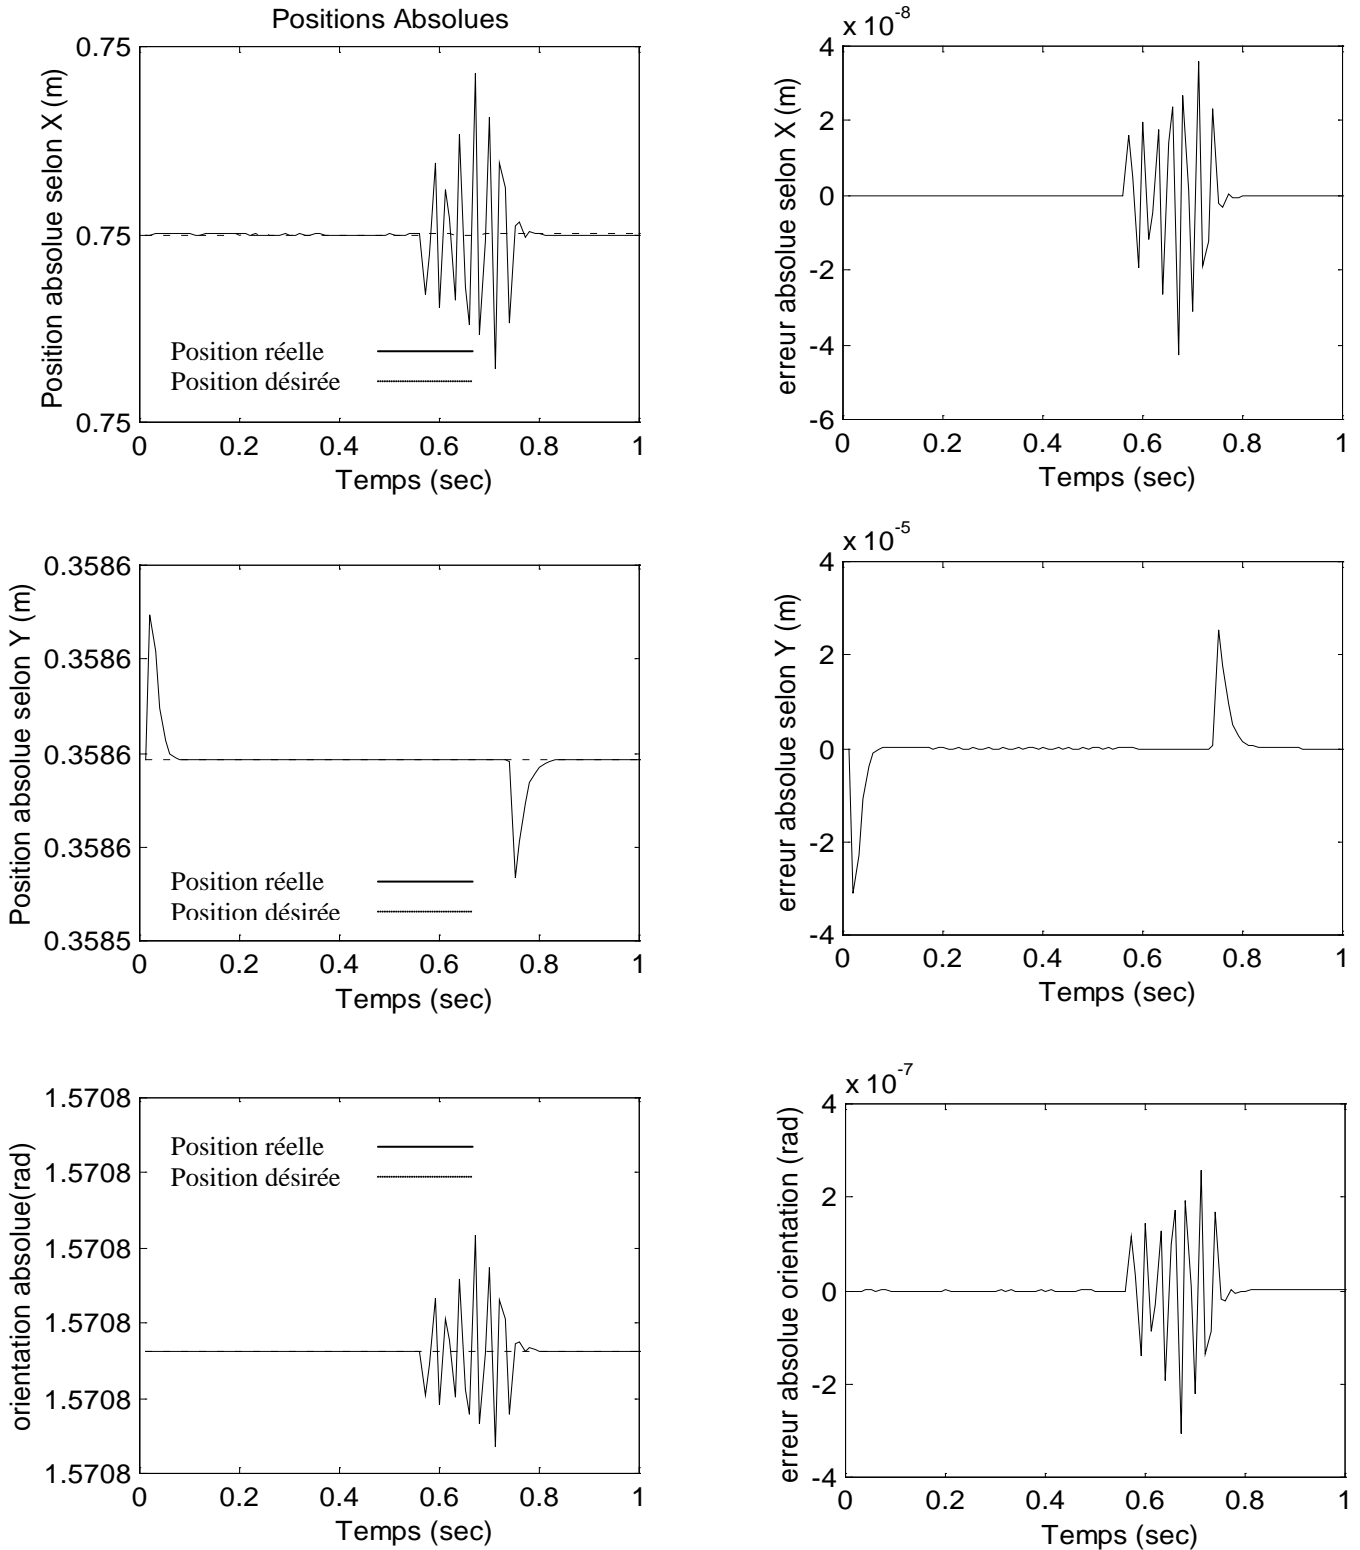 Positions Absolues
Position absolue selon X (m)
0.75
0.75
0.75
Position réelle
Position désirée
0 0.2 0.4 0.6 0.8 1
Temps (sec)
x 10-8
erreur absolue selon X (m)
4
2
0
-2
-4
-6
0 0.2 0.4 0.6 0.8 1
Temps (sec)
Position absolue selon Y (m)
0.3586
0.3586
0.3586
0.3586
0.3585
Position réelle
Position désirée
0 0.2 0.4 0.6 0.8 1
Temps (sec)
x 10-5
erreur absolue selon Y (m)
4
2
0
-2
-4
0 0.2 0.4 0.6 0.8 1
Temps (sec)
orientation absolue(rad)
1.5708
1.5708
1.5708
1.5708
1.5708
1.5708
Position réelle
Position désirée
0 0.2 0.4 0.6 0.8 1
Temps (sec)
x 10-7
erreur absolue orientation (rad)
4
2
0
-2
-4
0 0.2 0.4 0.6 0.8 1
Temps (sec)